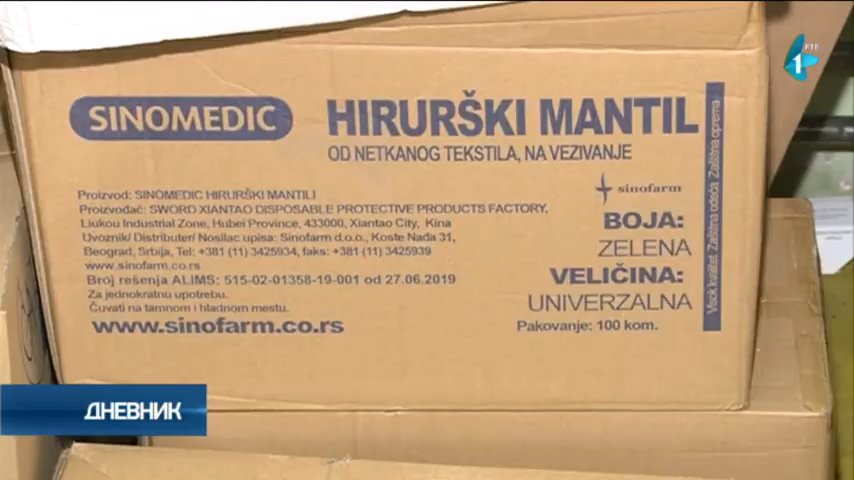 SINOMEDIC
HIRURŠKI MANTIL
OD NETKANOG TEKSTILA, NA VEZIVANJE
Proizvod: SINOMEDIC HIRURŠKI MANTILI
Proizvođač: SWORD XIANTAO DISPOSABLE PROTECTIVE PRODUCTS FACTORY,
Liukou Industrial Zone, Hubei Province, 433000, Xiantao City, Kina
Uvoznik/ Distributer/ Nosilac upisa: Sinofarm d.o.o., Koste Nađa 31,
Beograd, Srbija, Tel: +381 (11) 3425934, faks: +381 (11) 3425939
www.sinofarm.co.rs
Broj rešenja ALIMS: 515-02-01358-19-001 od 27.06.2019
Za jednokratnu upotrebu.
Čuvati na tamnom i hladnom mestu.
www.sinofarm.co.rs
sinofarm
BOJA:
ZELENA
VELIČINA:
UNIVERZALNA
Pakovanje: 100 kom.
Visok kvalitet Zaštitna odeća Zaštitna oprema
РТВ
1
ДНЕВНИК